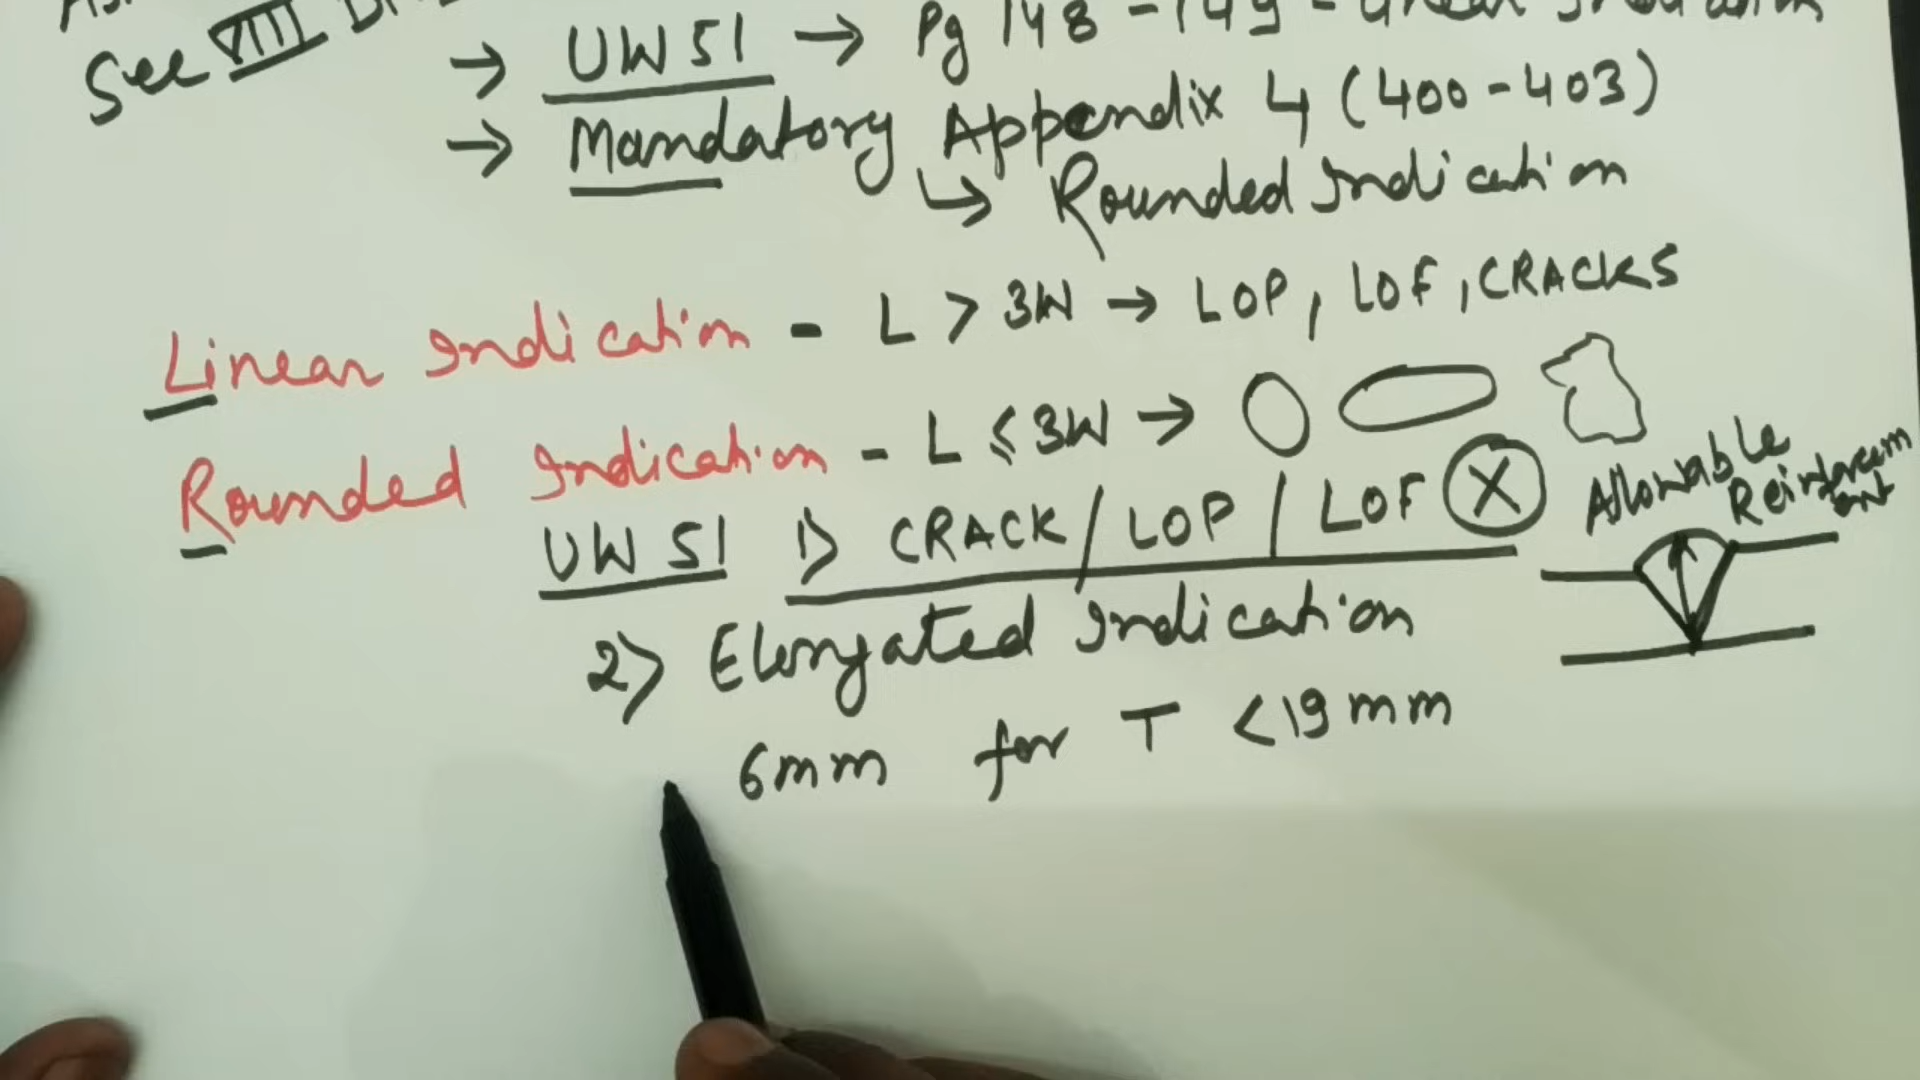 See VIII
→ UW 51 → Pg 148 - 149 - Linear Indication
→ Mandatory Appendix 4 (400 - 403)
↳ Rounded Indication
Linear Indication - L > 3W → LOP, LOF, CRACKS
Rounded Indication - L ≤ 3W →
Allowable
Reinforcement
UW 51 1) CRACK / LOP / LOF X
2) Elongated Indication
6mm for T < 19 mm